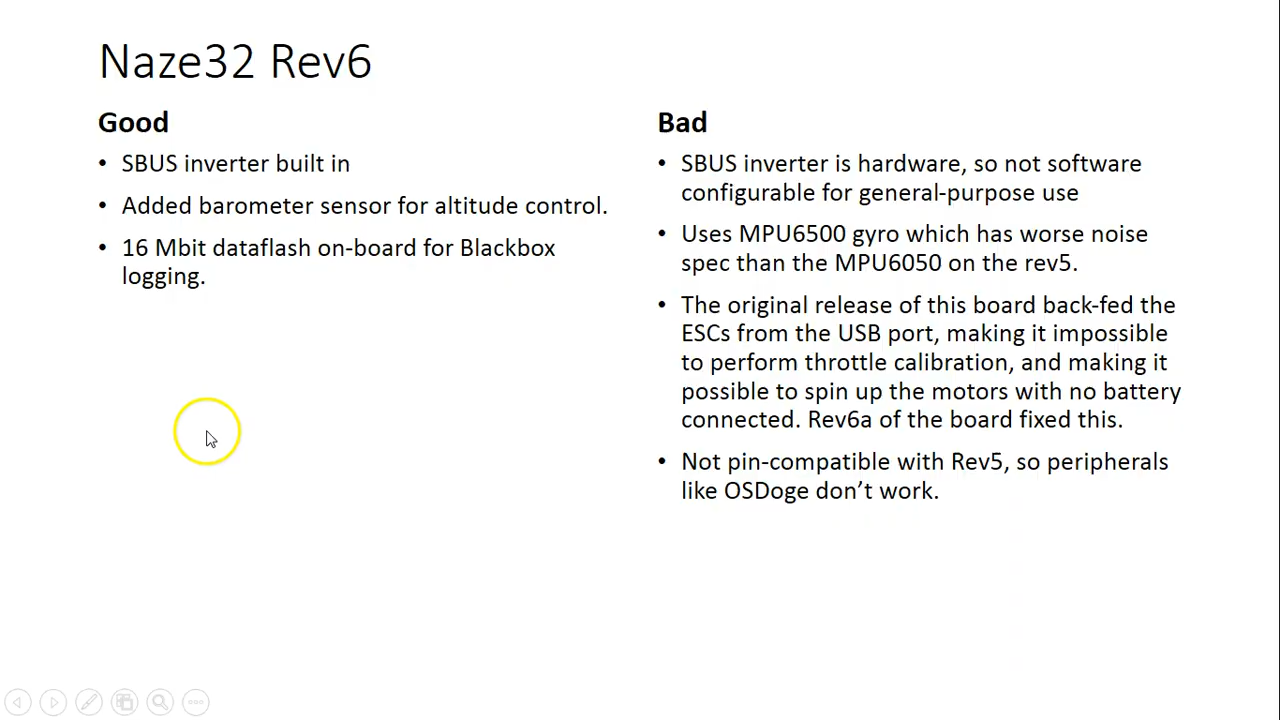 Naze32 Rev6
Good
• SBUS inverter built in
• Added barometer sensor for altitude control.
• 16 Mbit dataflash on-board for Blackbox
logging.
Bad
• SBUS inverter is hardware, so not software
configurable for general-purpose use
• Uses MPU6500 gyro which has worse noise
spec than the MPU6050 on the rev5.
• The original release of this board back-fed the
ESCs from the USB port, making it impossible
to perform throttle calibration, and making it
possible to spin up the motors with no battery
connected. Rev6a of the board fixed this.
• Not pin-compatible with Rev5, so peripherals
like OSDoge don’t work.